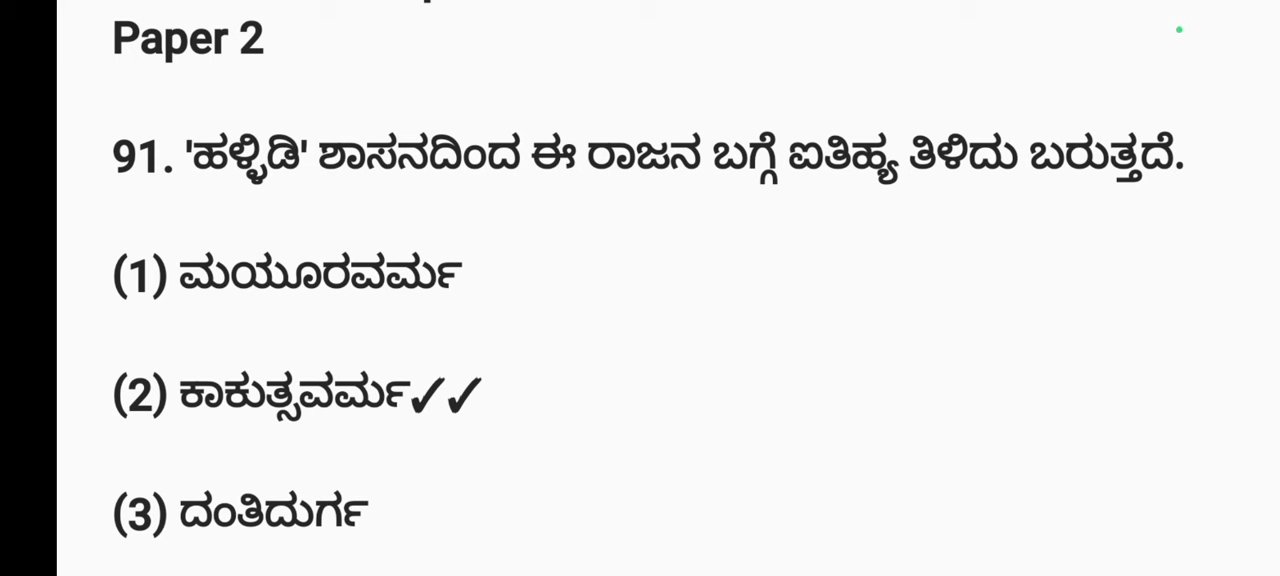 Paper 2
91. 'ಹಳ್ಳಿಡಿ' ಶಾಸನದಿಂದ ಈ ರಾಜನ ಬಗ್ಗೆ ಐತಿಹ್ಯ ತಿಳಿದು ಬರುತ್ತದೆ.
(1) ಮಯೂರವರ್ಮ
(2) ಕಾಕುತ್ಸವರ್ಮ✓✓
(3) ದಂತಿದುರ್ಗ